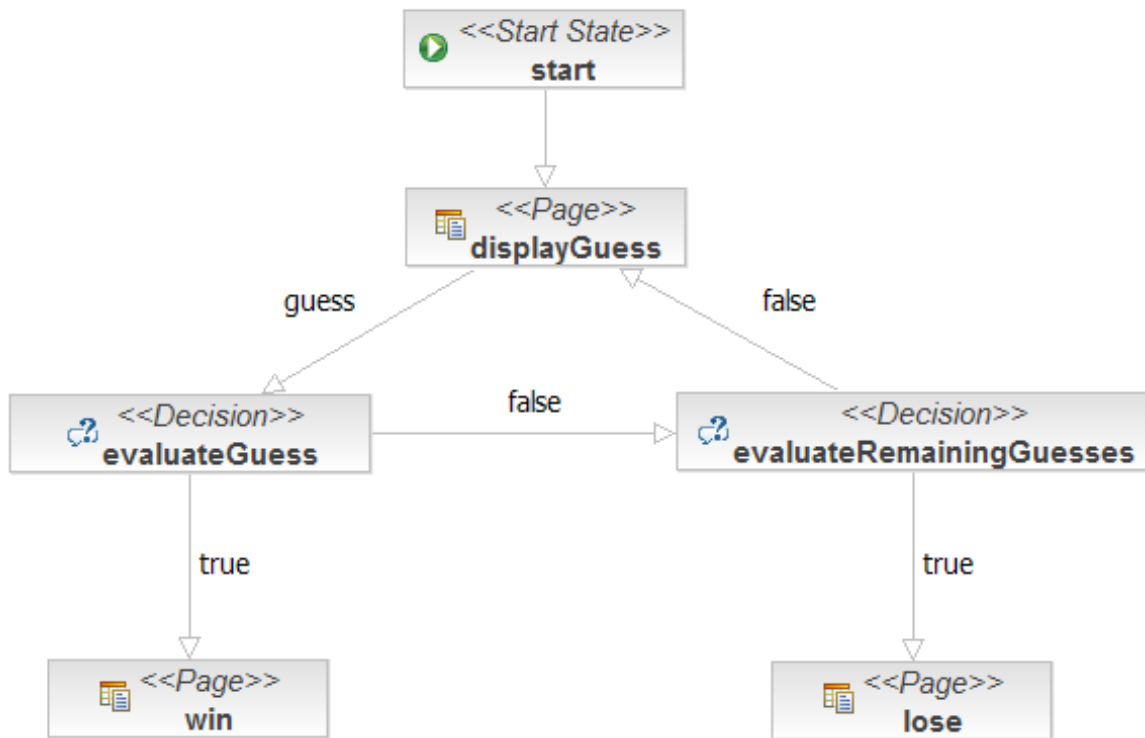 <<Start State>>
start
<<Page>>
displayGuess
guess
false
<<Decision>>
evaluateGuess
false
<<Decision>>
evaluateRemainingGuesses
true
true
<<Page>>
win
<<Page>>
lose